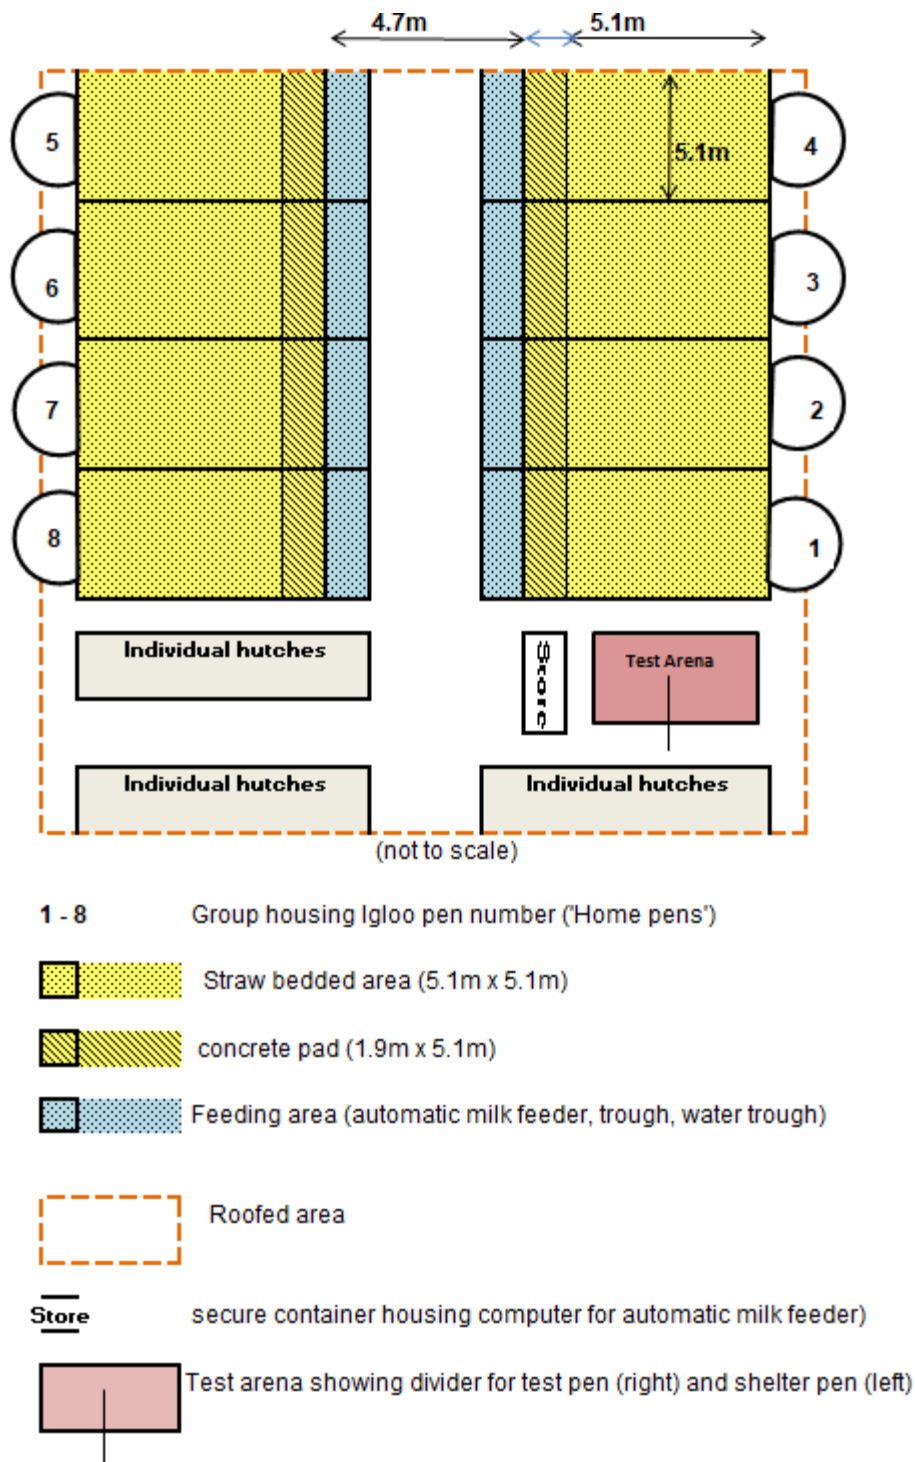 4.7m 5.1m
5 4
5.1m
6 3
7 2
8 1
Individual hutches
Store
Test Arena
Individual hutches Individual hutches
(not to scale)
1 - 8 Group housing Igloo pen number ('Home pens')
Straw bedded area (5.1m x 5.1m)
concrete pad (1.9m x 5.1m)
Feeding area (automatic milk feeder, trough, water trough)
Roofed area
Store secure container housing computer for automatic milk feeder)
Test arena showing divider for test pen (right) and shelter pen (left)